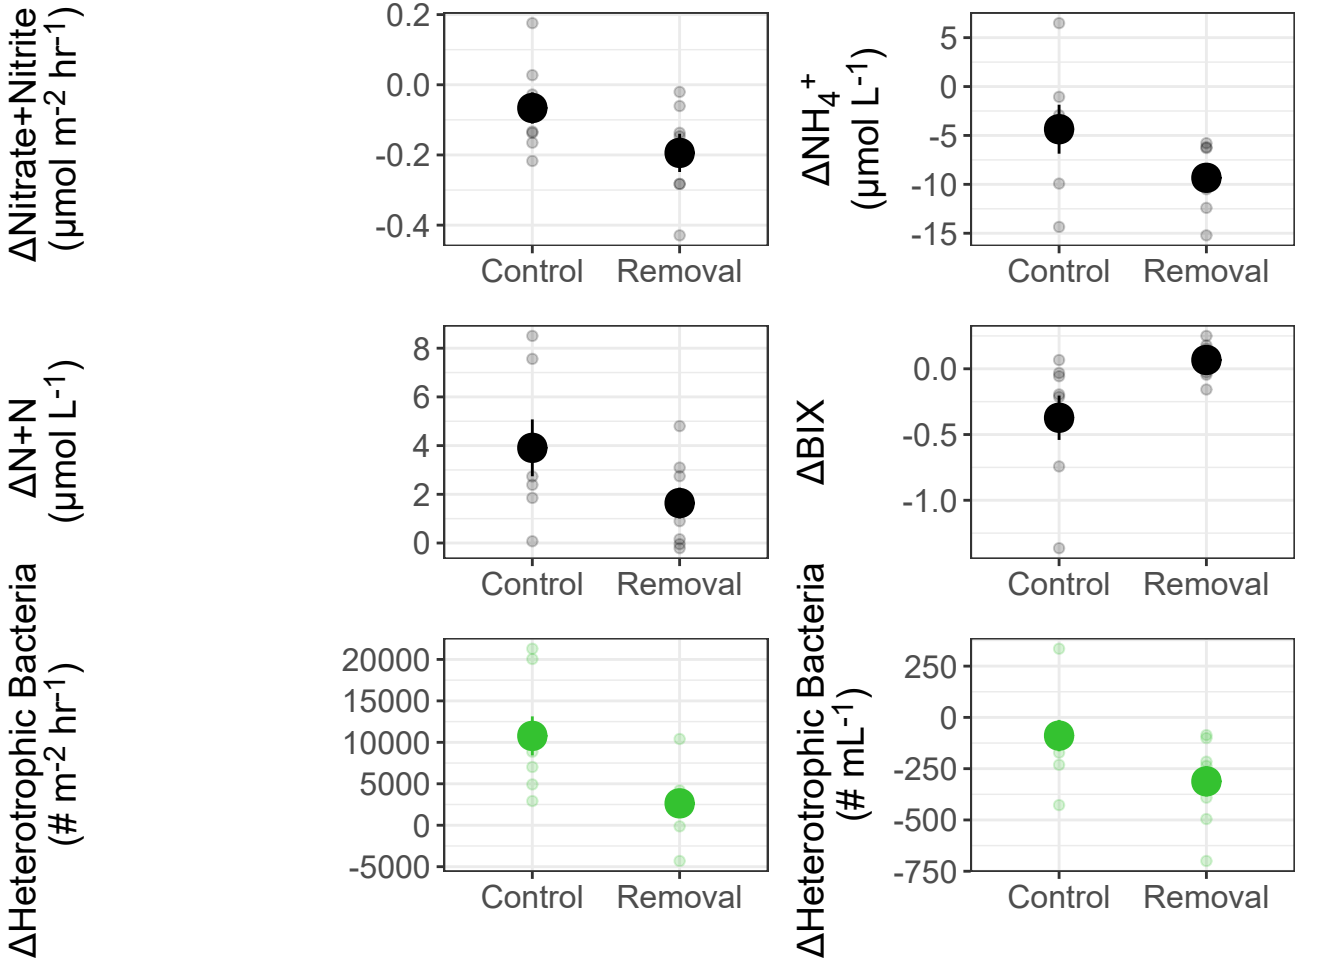 ΔNitrate+Nitrite
(μmol m⁻² hr⁻¹)
0.2
0.0
-0.2
-0.4
Control Removal
ΔNH₄⁺
(μmol L⁻¹)
5
0
-5
-10
-15
Control Removal
ΔN+N
(μmol L⁻¹)
8
6
4
2
0
Control Removal
ΔBIX
0.0
-0.5
-1.0
Control Removal
ΔHeterotrophic Bacteria
(# m⁻² hr⁻¹)
20000
15000
10000
5000
0
-5000
Control Removal
ΔHeterotrophic Bacteria
(# mL⁻¹)
250
0
-250
-500
-750
Control Removal